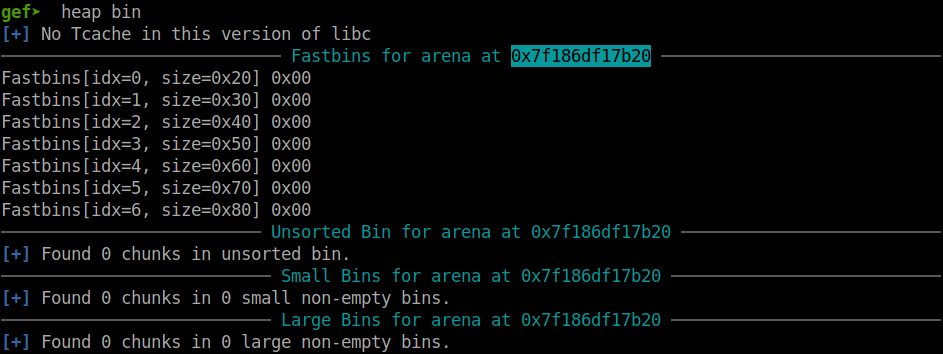 gef➤  heap bin
[+] No Tcache in this version of libc
Fastbins for arena at 0x7f186df17b20
Fastbins[idx=0, size=0x20] 0x00
Fastbins[idx=1, size=0x30] 0x00
Fastbins[idx=2, size=0x40] 0x00
Fastbins[idx=3, size=0x50] 0x00
Fastbins[idx=4, size=0x60] 0x00
Fastbins[idx=5, size=0x70] 0x00
Fastbins[idx=6, size=0x80] 0x00
Unsorted Bin for arena at 0x7f186df17b20
[+] Found 0 chunks in unsorted bin.
Small Bins for arena at 0x7f186df17b20
[+] Found 0 chunks in 0 small non-empty bins.
Large Bins for arena at 0x7f186df17b20
[+] Found 0 chunks in 0 large non-empty bins.